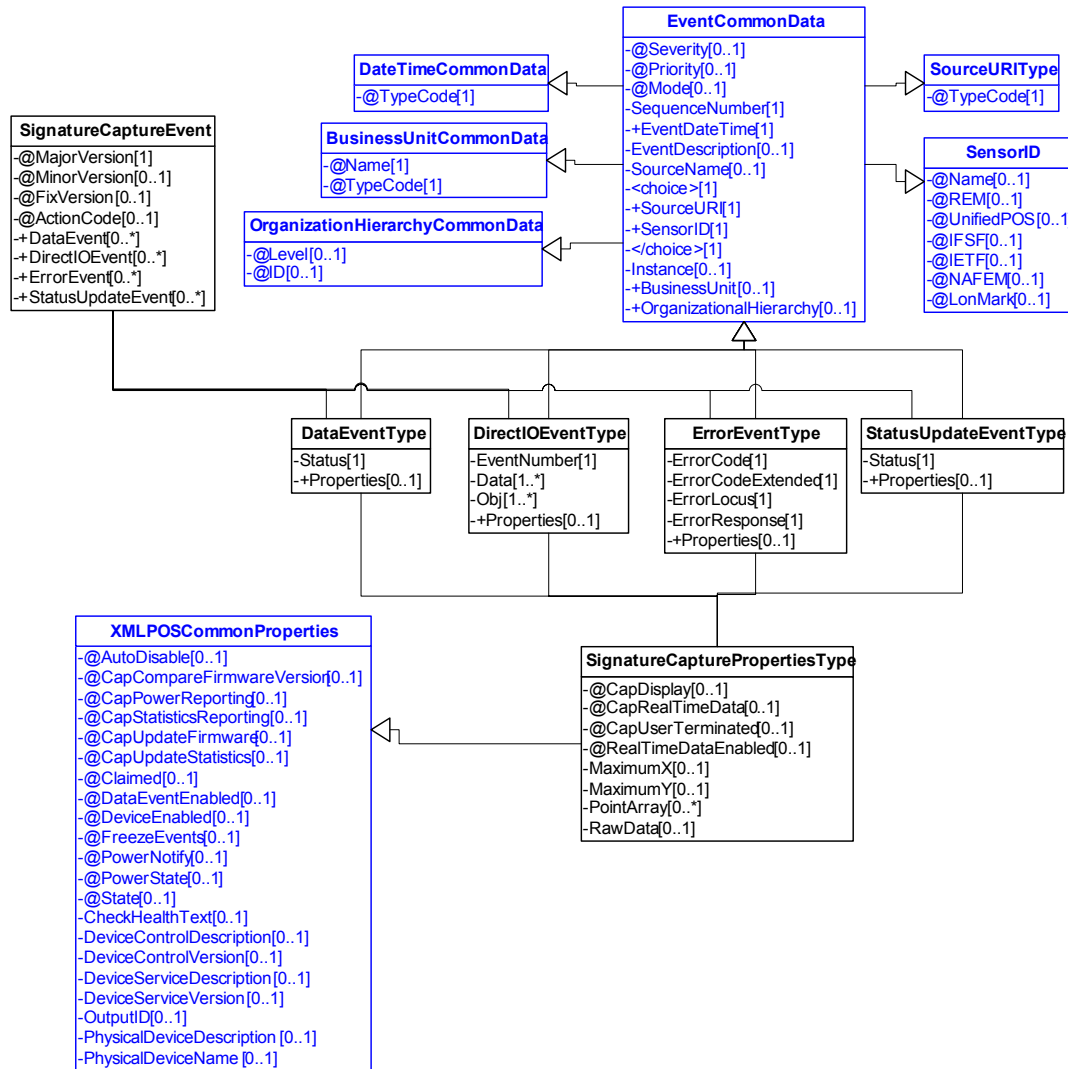 EventCommonData
-@Severity[0..1]
-@Priority[0..1]
-@Mode[0..1]
-SequenceNumber[1]
-+EventDateTime[1]
-EventDescription[0..1]
-SourceName[0..1]
-<choice>[1]
-+SourceURI[1]
-+SensorID[1]
-</choice>[1]
-Instance[0..1]
-+BusinessUnit[0..1]
-+OrganizationalHierarchy[0..1]
DateTimeCommonData
-@TypeCode[1]
SourceURIType
-@TypeCode[1]
SignatureCaptureEvent
-@MajorVersion[1]
-@MinorVersion[0..1]
-@FixVersion[0..1]
-@ActionCode[0..1]
-+DataEvent[0..*]
-+DirectIOEvent[0..*]
-+ErrorEvent[0..*]
-+StatusUpdateEvent[0..*]
BusinessUnitCommonData
-@Name[1]
-@TypeCode[1]
SensorID
-@Name[0..1]
-@REM[0..1]
-@UnifiedPOS[0..1]
-@IFSF[0..1]
-@IETF[0..1]
-@NAFEM[0..1]
-@LonMark[0..1]
OrganizationHierarchyCommonData
-@Level[0..1]
-@ID[0..1]
DataEventType
-Status[1]
-+Properties[0..1]
DirectIOEventType
-EventNumber[1]
-Data[1..*]
-Obj[1..*]
-+Properties[0..1]
ErrorEventType
-ErrorCode[1]
-ErrorCodeExtended[1]
-ErrorLocus[1]
-ErrorResponse[1]
-+Properties[0..1]
StatusUpdateEventType
-Status[1]
-+Properties[0..1]
XMLPOSCommonProperties
-@AutoDisable[0..1]
-@CapCompareFirmwareVersion[0..1]
-@CapPowerReporting[0..1]
-@CapStatisticsReporting[0..1]
-@CapUpdateFirmware[0..1]
-@CapUpdateStatistics[0..1]
-@Claimed[0..1]
-@DataEventEnabled[0..1]
-@DeviceEnabled[0..1]
-@FreezeEvents[0..1]
-@PowerNotify[0..1]
-@PowerState[0..1]
-@State[0..1]
-CheckHealthText[0..1]
-DeviceControlDescription[0..1]
-DeviceControlVersion[0..1]
-DeviceServiceDescription[0..1]
-DeviceServiceVersion[0..1]
-OutputID[0..1]
-PhysicalDeviceDescription [0..1]
-PhysicalDeviceName [0..1]
SignatureCapturePropertiesType
-@CapDisplay[0..1]
-@CapRealTimeData[0..1]
-@CapUserTerminated[0..1]
-@RealTimeDataEnabled[0..1]
-MaximumX[0..1]
-MaximumY[0..1]
-PointArray[0..*]
-RawData[0..1]